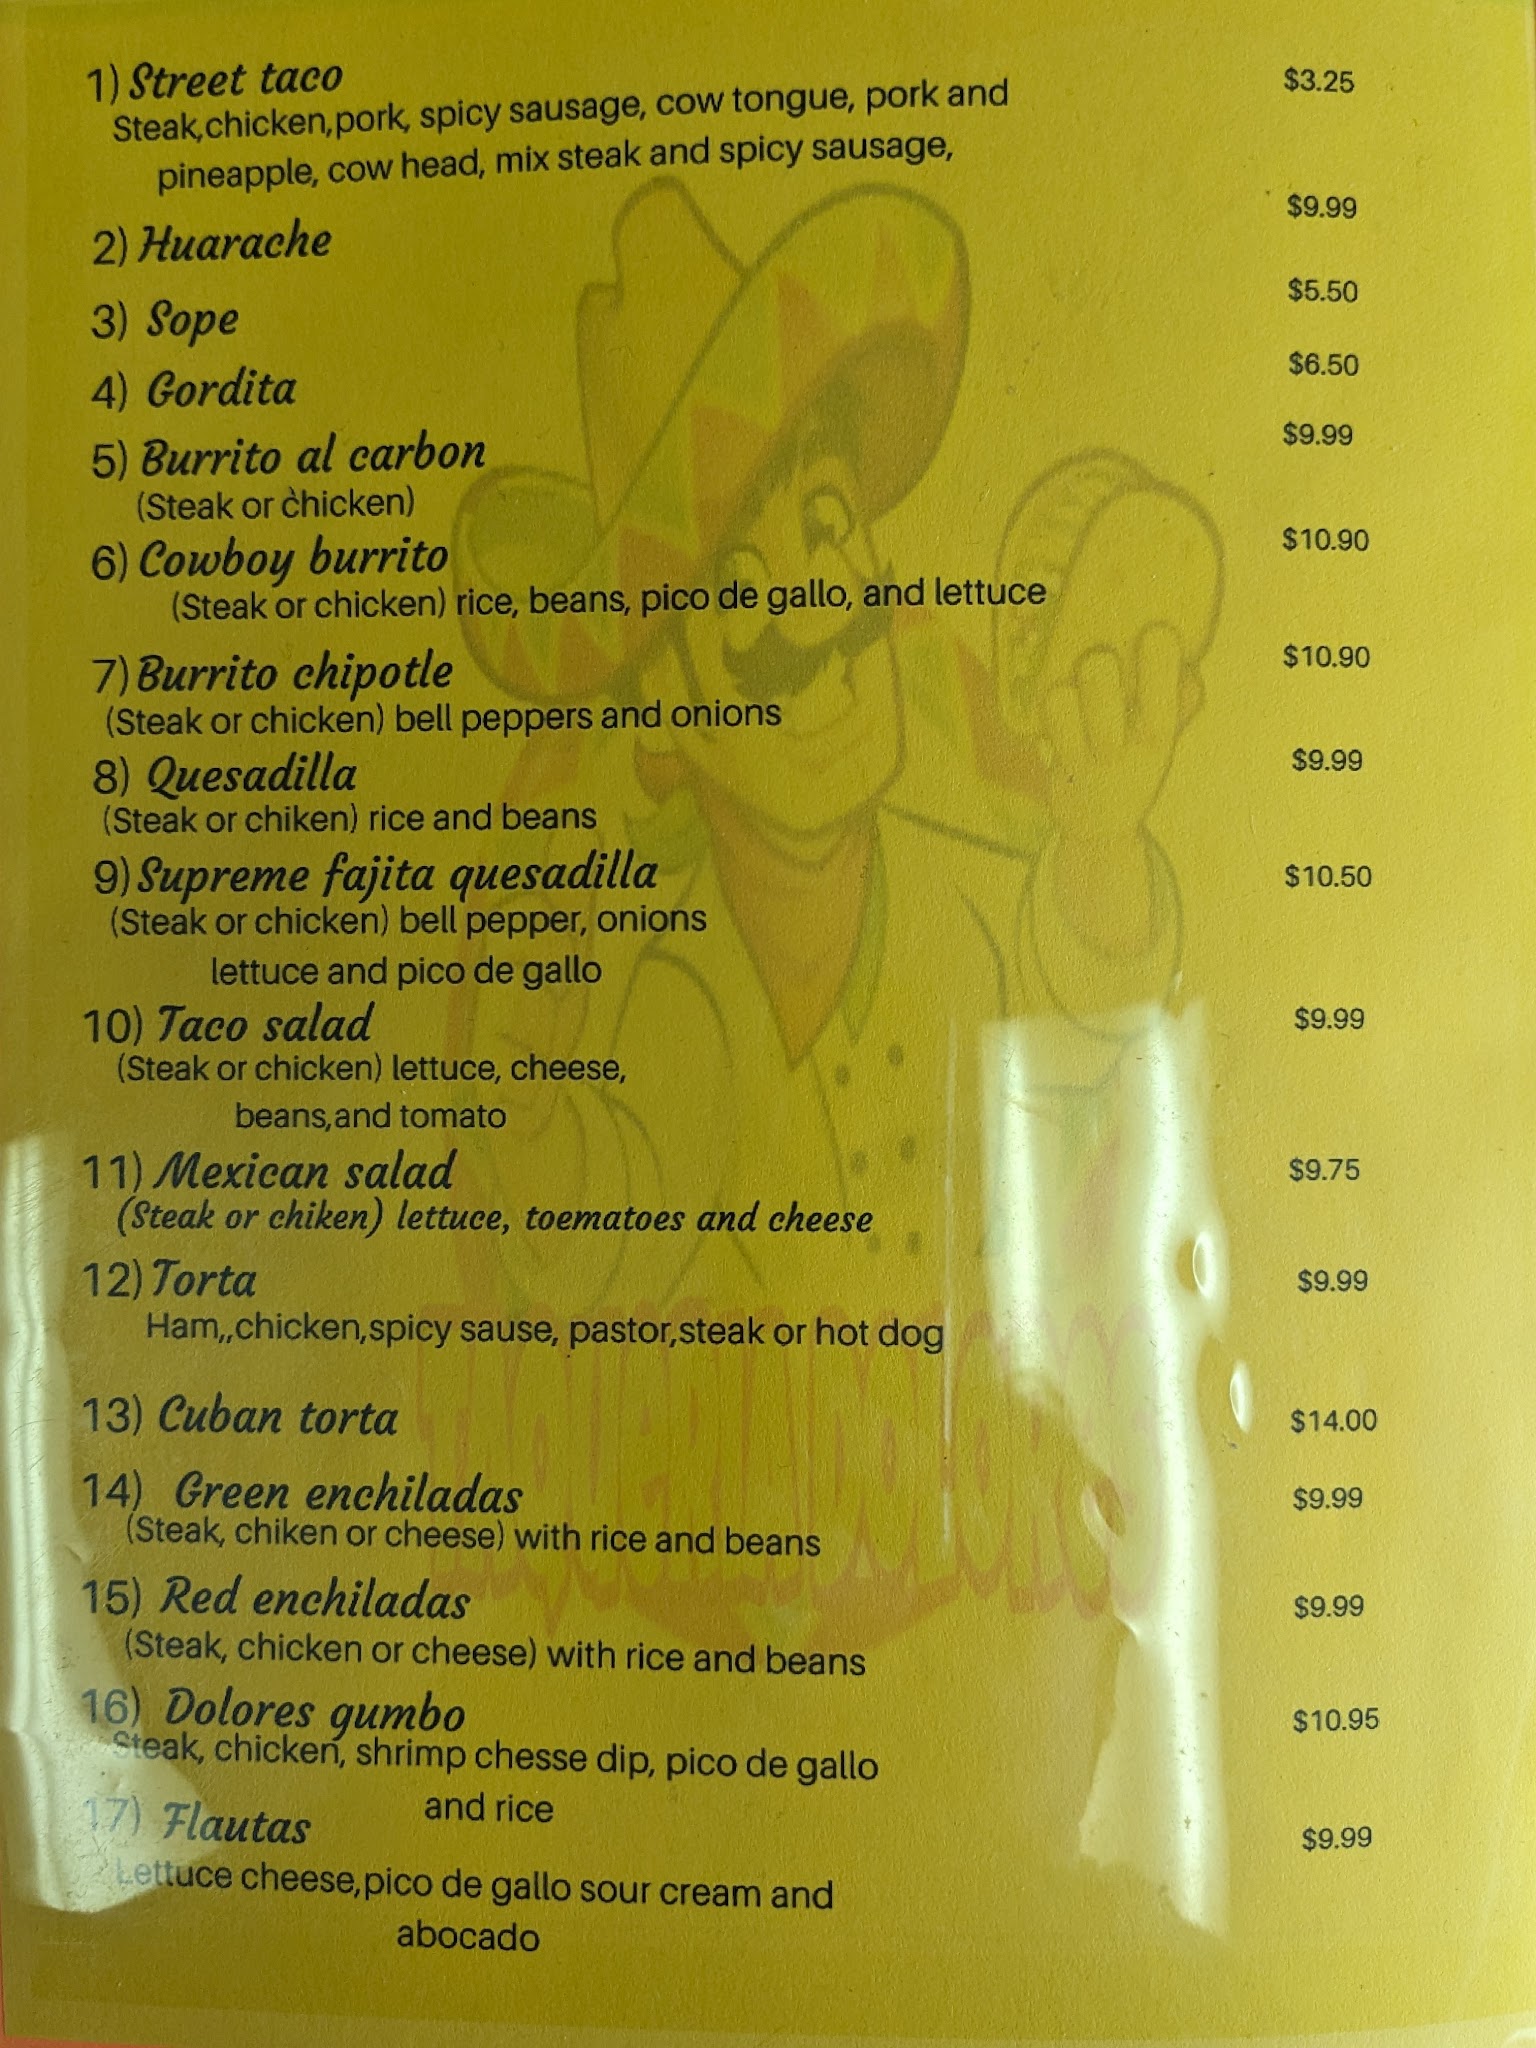 1) Street taco $3.25
Steak,chicken,pork, spicy sausage, cow tongue, pork and
pineapple, cow head, mix steak and spicy sausage,
2) Huarache $9.99
3) Sope $5.50
4) Gordita $6.50
5) Burrito al carbon $9.99
(Steak or chicken)
6) Cowboy burrito $10.90
(Steak or chicken) rice, beans, pico de gallo, and lettuce
7) Burrito chipotle $10.90
(Steak or chicken) bell peppers and onions
8) Quesadilla $9.99
(Steak or chiken) rice and beans
9) Supreme fajita quesadilla $10.50
(Steak or chicken) bell pepper, onions
lettuce and pico de gallo
10) Taco salad $9.99
(Steak or chicken) lettuce, cheese,
beans,and tomato
11) Mexican salad $9.75
(Steak or chiken) lettuce, toematoes and cheese
12) Torta $9.99
Ham,,chicken,spicy sause, pastor,steak or hot dog
13) Cuban torta $14.00
14) Green enchiladas $9.99
(Steak, chiken or cheese) with rice and beans
15) Red enchiladas $9.99
(Steak, chicken or cheese) with rice and beans
16) Dolores gumbo $10.95
Steak, chicken, shrimp chesse dip, pico de gallo
and rice
17) Flautas $9.99
Lettuce cheese,pico de gallo sour cream and
abocado